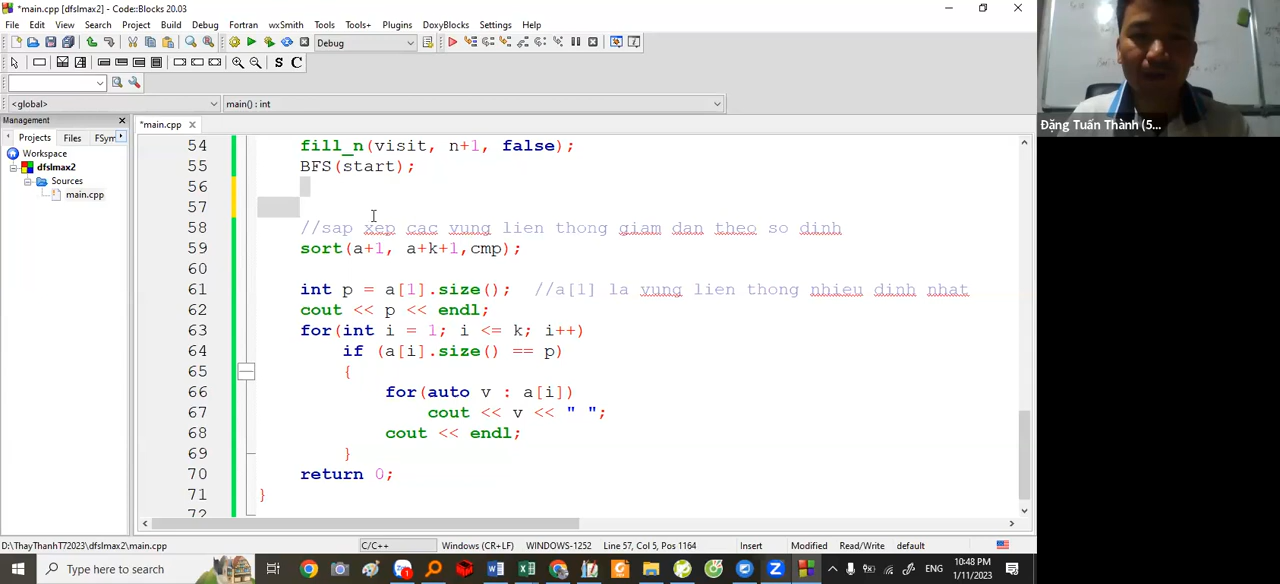 *main.cpp [dfslmax2] - Code::Blocks 20.03
File Edit View Search Project Build Debug Fortran wxSmith Tools Tools+ Plugins DoxyBlocks Settings Help
Debug
S C
<global> main() : int
Management
Projects Files FSym
*main.cpp
Workspace
dfslmax2
Sources
main.cpp
54 fill_n(visit, n+1, false);
55 BFS(start);
56
57
58 //sap xep cac vung lien thong giam dan theo so dinh
59 sort(a+1, a+k+1,cmp);
60
61 int p = a[1].size(); //a[1] la vung lien thong nhieu dinh nhat
62 cout << p << endl;
63 for(int i = 1; i <= k; i++)
64 if (a[i].size() == p)
65 {
66 for(auto v : a[i])
67 cout << v << " ";
68 cout << endl;
69 }
70 return 0;
71 }
72
D:\ThayThanhT72023\dfslmax2\main.cpp C/C++ Windows (CR+LF) WINDOWS-1252 Line 57, Col 5, Pos 1164 Insert Modified Read/Write default
Type here to search
ENG
10:48 PM
1/11/2023
Đặng Tuấn Thành (5...